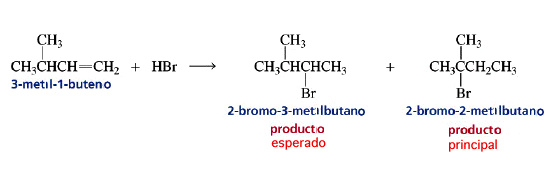 CH₃ CH₃ CH₃
CH₃CHCH=CH₂ + HBr ⟶ CH₃CHCHCH₃ + CH₃CCH₂CH₃
3-metil-1-buteno
Br Br
2-bromo-3-metilbutano 2-bromo-2-metilbutano
producto producto
esperado principal